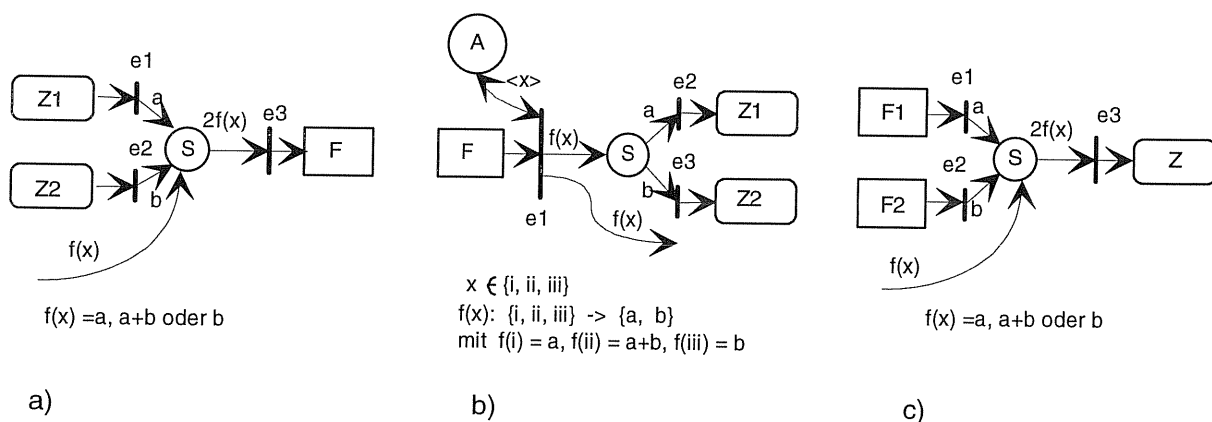 e1
Z1
a
2f(x)
e3
S
F
e2
Z2
b
f(x)
f(x) =a, a+b oder b
a)
A
<x>
e2
a
Z1
F
f(x)
S
e3
b
Z2
e1
f(x)
x ϵ {i, ii, iii}
f(x): {i, ii, iii} -> {a, b}
mit f(i) = a, f(ii) = a+b, f(iii) = b
b)
e1
F1
a
2f(x)
e3
S
Z
e2
F2
b
f(x)
f(x) =a, a+b oder b
c)